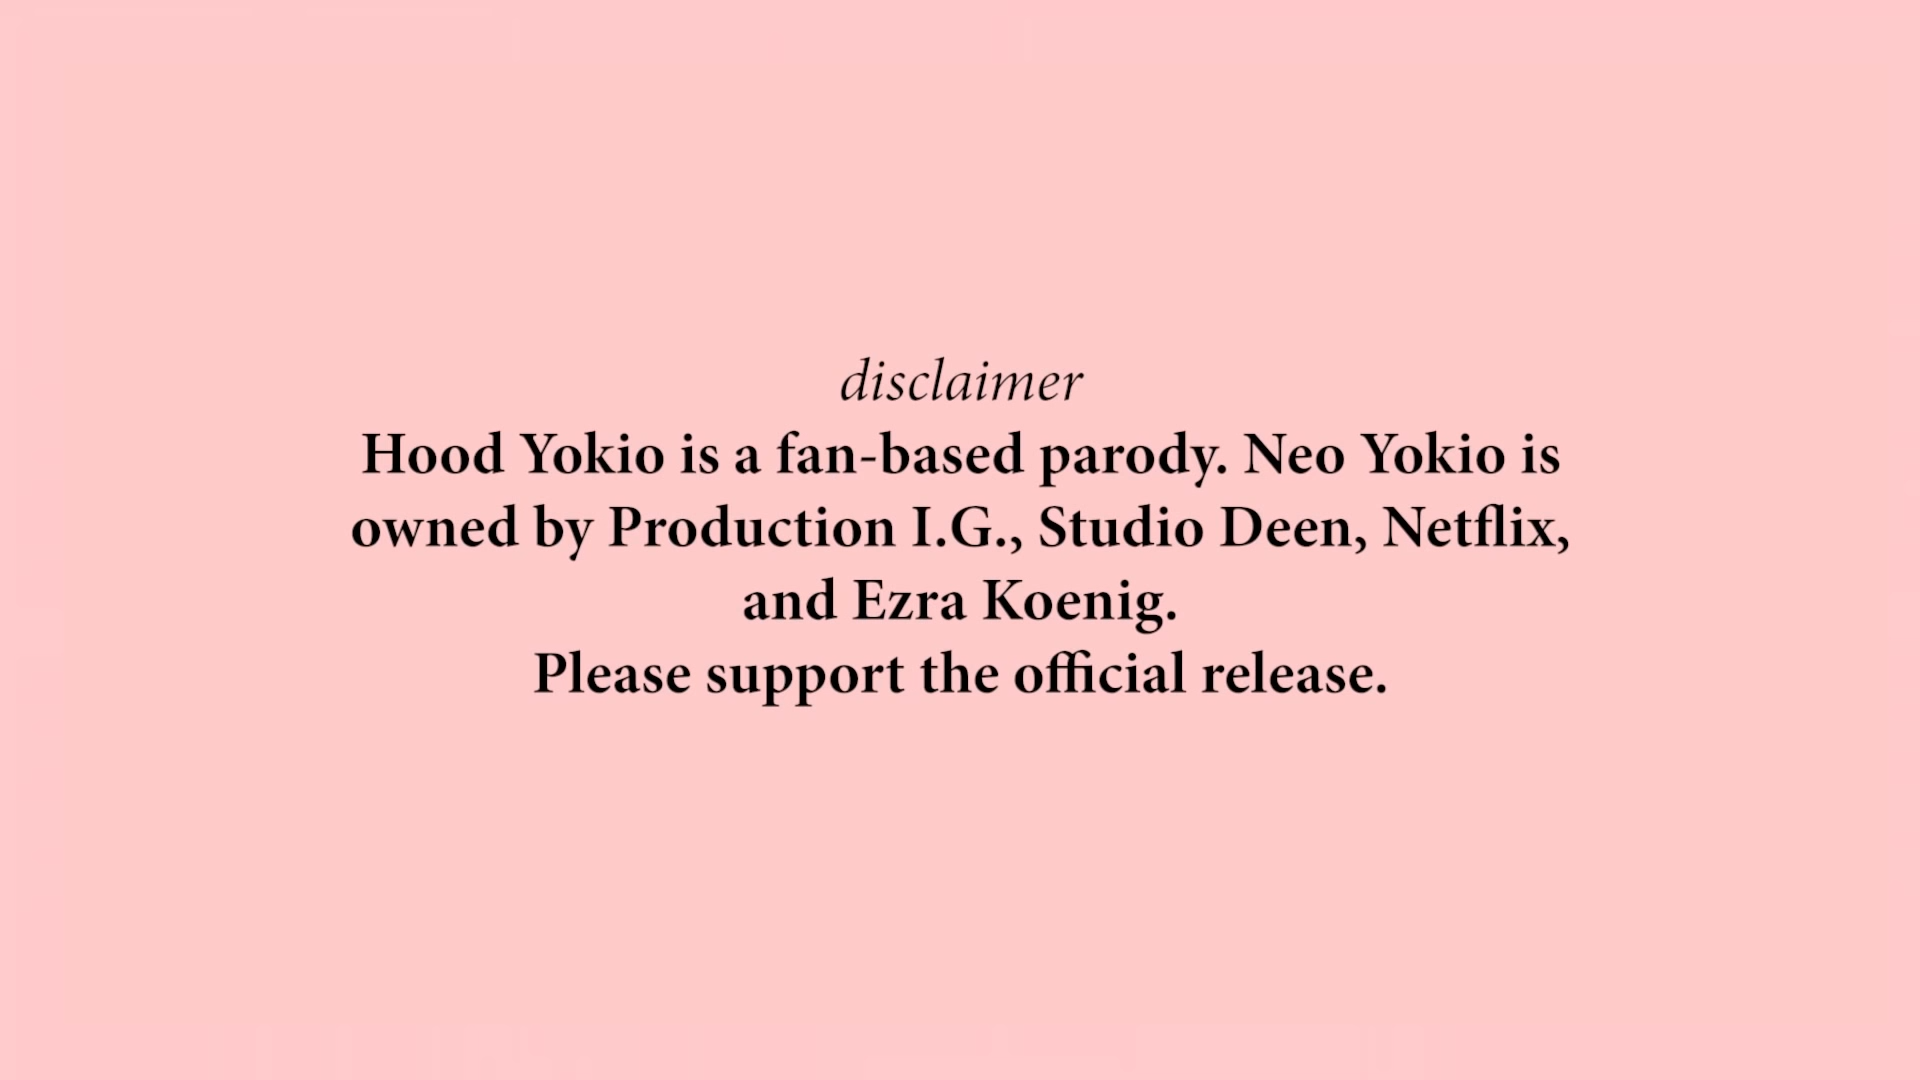 disclaimer
Hood Yokio is a fan-based parody. Neo Yokio is
owned by Production I.G., Studio Deen, Netflix,
and Ezra Koenig.
Please support the official release.